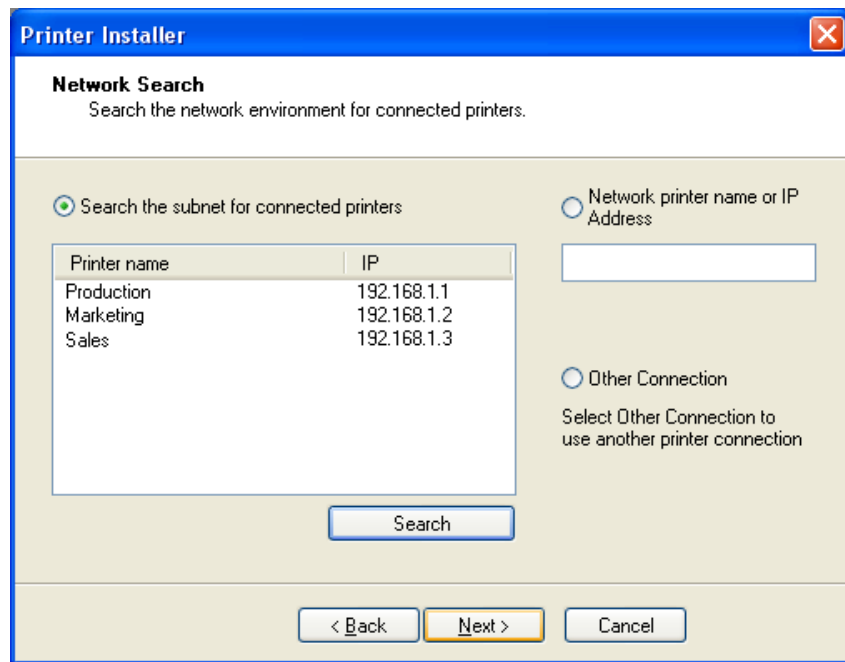 Printer Installer
Network Search
Search the network environment for connected printers.
Search the subnet for connected printers
Printer name IP
Production 192.168.1.1
Marketing 192.168.1.2
Sales 192.168.1.3
Search
Network printer name or IP
Address
Other Connection
Select Other Connection to
use another printer connection
< Back Next > Cancel